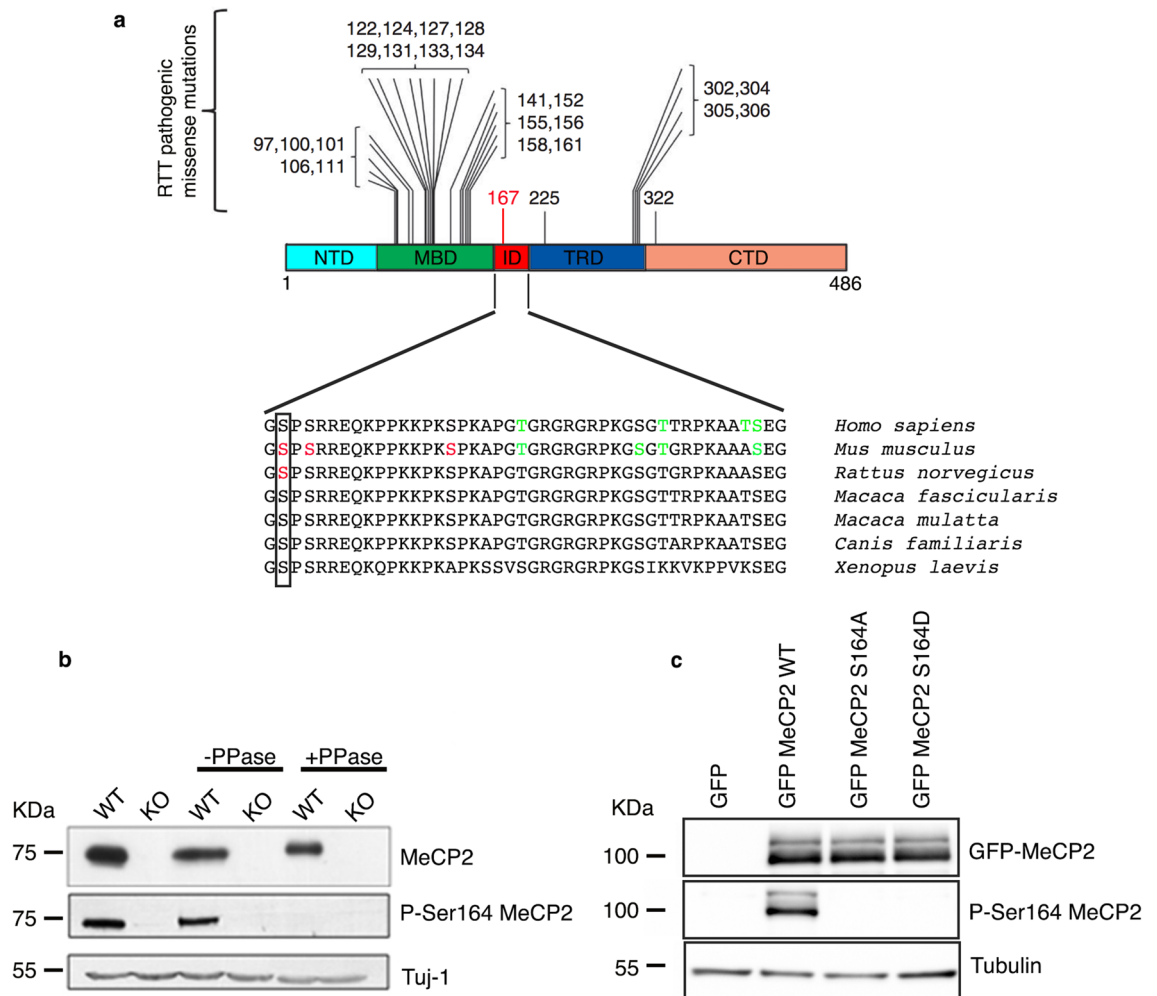 a
RTT pathogenic
missense mutations
122,124,127,128
129,131,133,134
97,100,101
106,111
141,152
155,156
158,161
302,304
305,306
167
225
322
NTD
MBD
ID
TRD
CTD
1
486
GSPSRREQKPPKKPKSPKAPGTGRGRGRPKGSGTTRPKAATSEG Homo sapiens
GSPSRREQKPPKKPKSPKAPGTGRGRGRPKGSGTGRPKAAASEG Mus musculus
GSPSRREQKPPKKPKSPKAPGTGRGRGRPKGSGTGRPKAAASEG Rattus norvegicus
GSPSRREQKPPKKPKSPKAPGTGRGRGRPKGSGTTRPKAATSEG Macaca fascicularis
GSPSRREQKPPKKPKSPKAPGTGRGRGRPKGSGTTRPKAATSEG Macaca mulatta
GSPSRREQKPPKKPKSPKAPGTGRGRGRPKGSGTARPKAATSEG Canis familiaris
GSPSRREQKQPKKPKAPKSSVSGRGRGRPKGSIKKVKPPVKSEG Xenopus laevis
b
-PPase
+PPase
KDa
WT
KO
WT
KO
WT
KO
75
MeCP2
75
P-Ser164 MeCP2
55
Tuj-1
c
GFP
GFP MeCP2 WT
GFP MeCP2 S164A
GFP MeCP2 S164D
KDa
100
GFP-MeCP2
100
P-Ser164 MeCP2
55
Tubulin